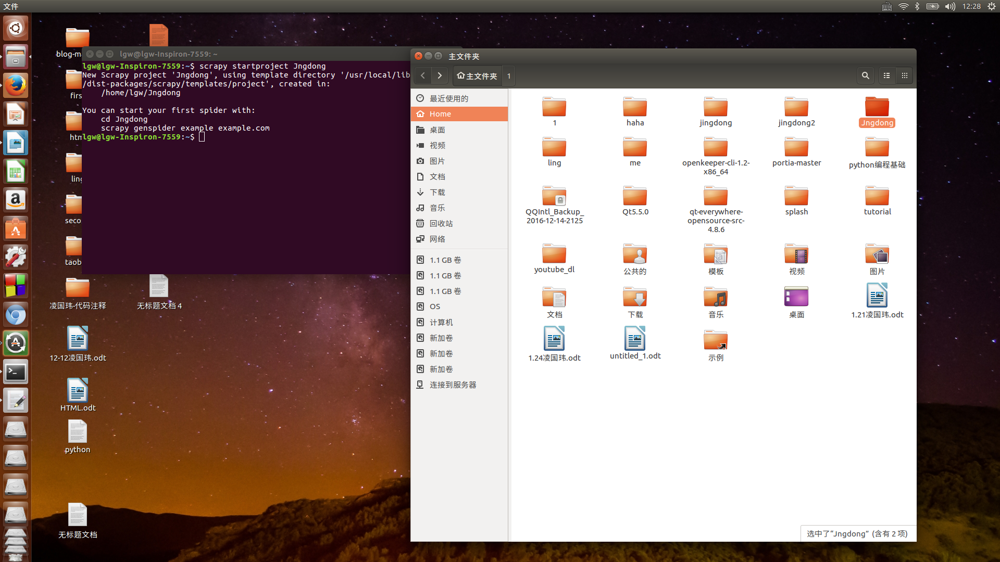 文件
12:28
blog-m
firs
htm
ling
seco
taob
凌国玮-代码注释
无标题文档 4
12-12凌国玮.odt
HTML.odt
python
无标题文档
lgw@lgw-Inspiron-7559: ~
lgw@lgw-Inspiron-7559:~$ scrapy startproject Jngdong
New Scrapy project 'Jngdong', using template directory '/usr/local/lib
/dist-packages/scrapy/templates/project', created in:
/home/lgw/Jngdong
You can start your first spider with:
cd Jngdong
scrapy genspider example example.com
lgw@lgw-Inspiron-7559:~$
主文件夹
主文件夹 1
最近使用的
Home
桌面
视频
图片
文档
下载
音乐
回收站
网络
1.1 GB 卷
1.1 GB 卷
1.1 GB 卷
OS
计算机
新加卷
新加卷
新加卷
连接到服务器
1
haha
jingdong
jingdong2
Jngdong
ling
me
openkeeper-cli-1.2-
x86_64
portia-master
python编程基础
QQIntl_Backup_
2016-12-14-2125
Qt5.5.0
qt-everywhere-
opensource-src-
4.8.6
splash
tutorial
youtube_dl
公共的
模板
视频
图片
文档
下载
音乐
桌面
1.21凌国玮.odt
1.24凌国玮.odt
untitled_1.odt
示例
选中了“Jngdong” (含有 2 项)